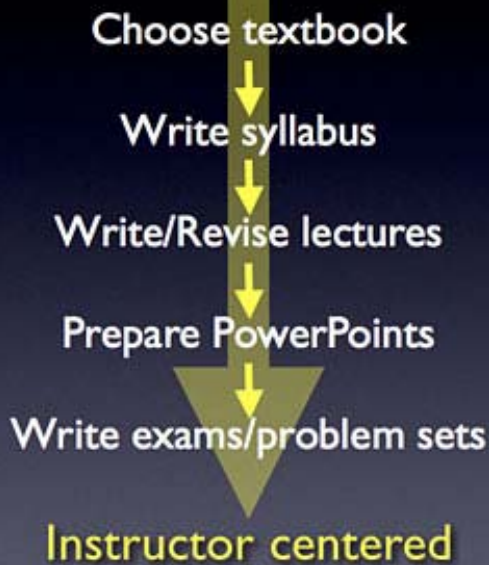 Choose textbook
Write syllabus
Write/Revise lectures
Prepare PowerPoints
Write exams/problem sets
Instructor centered